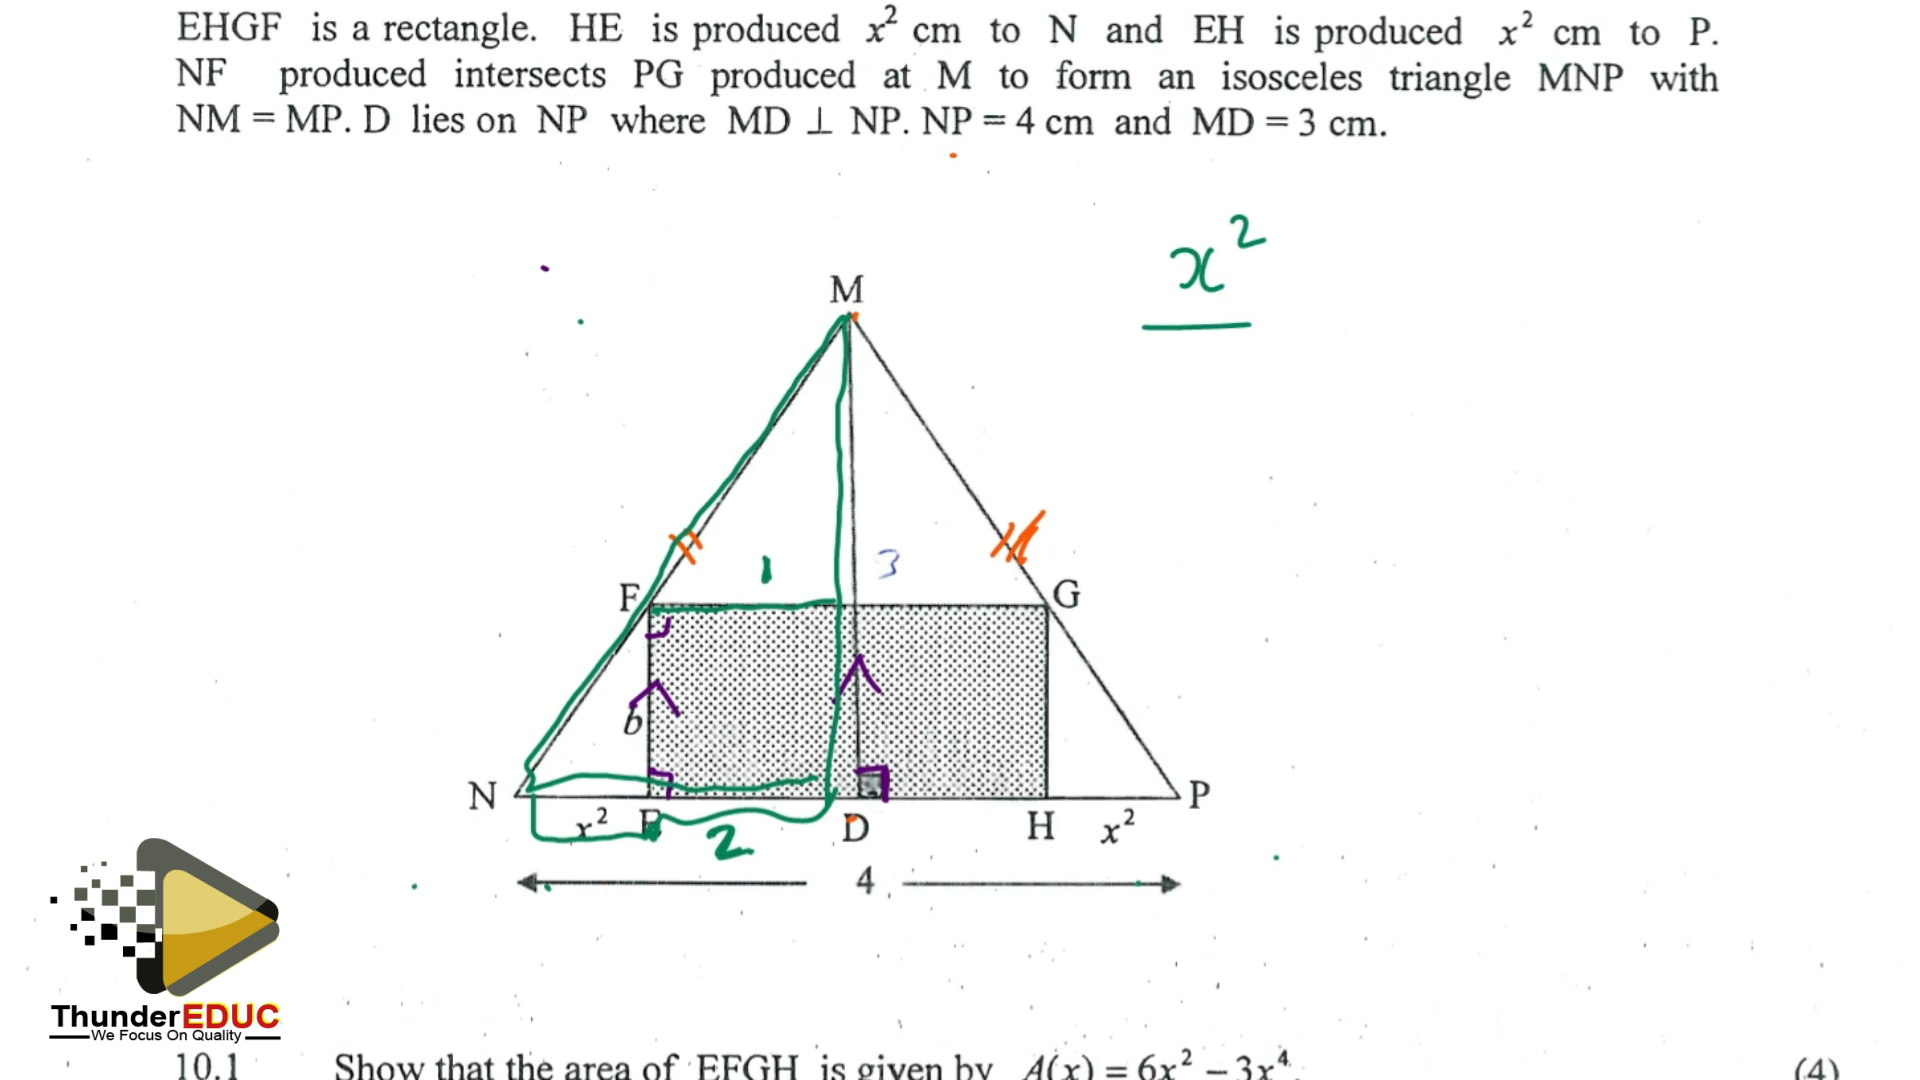 EHGF is a rectangle. HE is produced x² cm to N and EH is produced x² cm to P.
NF produced intersects PG produced at M to form an isosceles triangle MNP with
NM = MP. D lies on NP where MD ⊥ NP. NP = 4 cm and MD = 3 cm.
x²
M
1
3
F
G
b
N
P
x²
2
D
H
x²
4
ThunderEDUC
We Focus On Quality
10.1 Show that the area of EFGH is given by A(x) = 6x² – 3x⁴. (4)